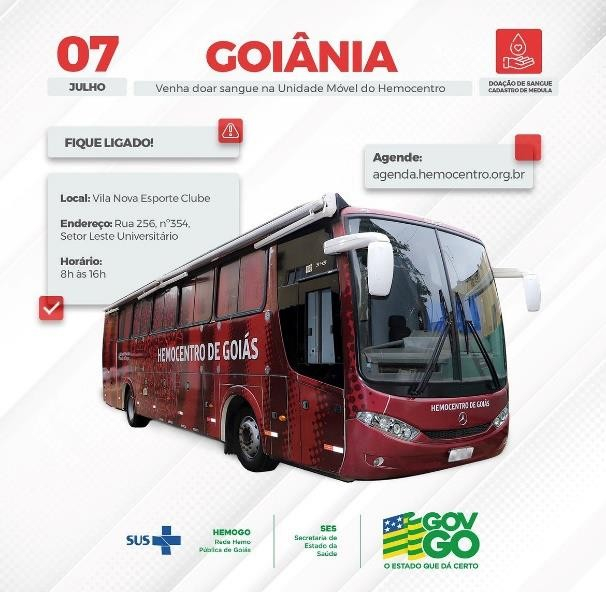 07
JULHO
GOIÂNIA
Venha doar sangue na Unidade Móvel do Hemocentro
DOAÇÃO DE SANGUE
CADASTRO DE MEDULA
FIQUE LIGADO!
Agende:
agenda.hemocentro.org.br
Local: Vila Nova Esporte Clube
Endereço: Rua 256, nº354,
Setor Leste Universitário
Horário:
8h às 16h
HEMOCENTRO DE GOIÁS
HEMOCENTRO DE GOIÁS
SUS
HEMOGO
Rede Hemo
Pública de Goiás
SES
Secretaria de
Estado da
Saúde
GOV
GO
O ESTADO QUE DÁ CERTO